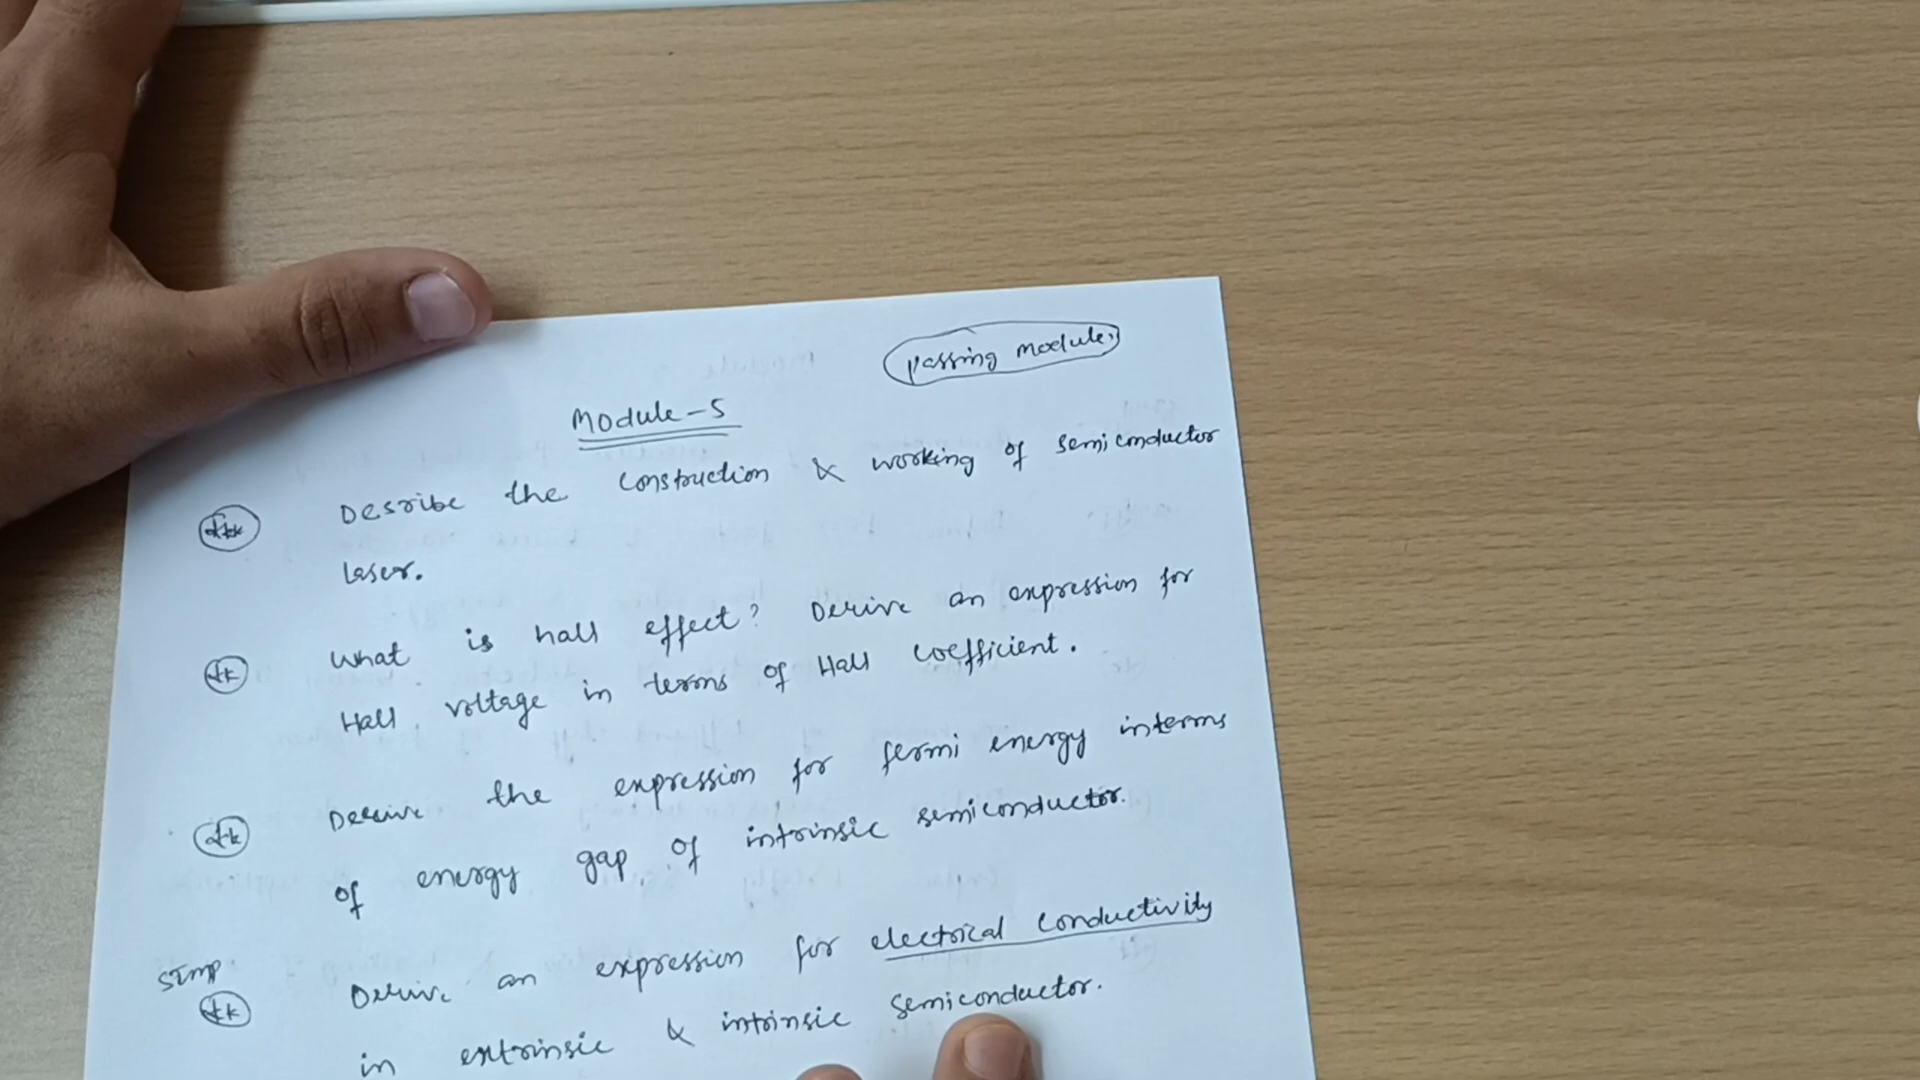 Passing module
Module-5
Describe the construction & working of semiconductor
laser.
What is hall effect? Derive an expression for
Hall voltage in terms of Hall coefficient.
Derive the expression for fermi energy interms
of energy gap of intrinsic semiconductor.
SImp
Derive an expression for electrical conductivity
in extrinsic & intrinsic semiconductor.